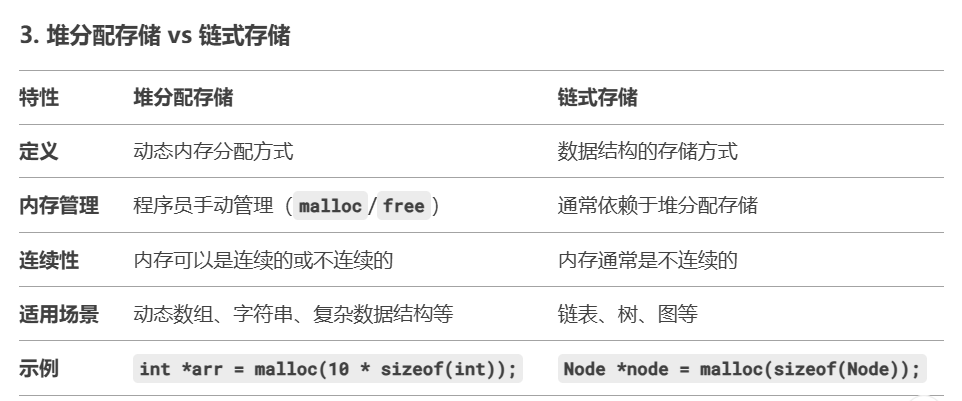 3. 堆分配存储 vs 链式存储
特性 堆分配存储 链式存储
定义 动态内存分配方式 数据结构的存储方式
内存管理 程序员手动管理（malloc/free） 通常依赖于堆分配存储
连续性 内存可以是连续的或不连续的 内存通常是不连续的
适用场景 动态数组、字符串、复杂数据结构等 链表、树、图等
示例 int *arr = malloc(10 * sizeof(int)); Node *node = malloc(sizeof(Node));